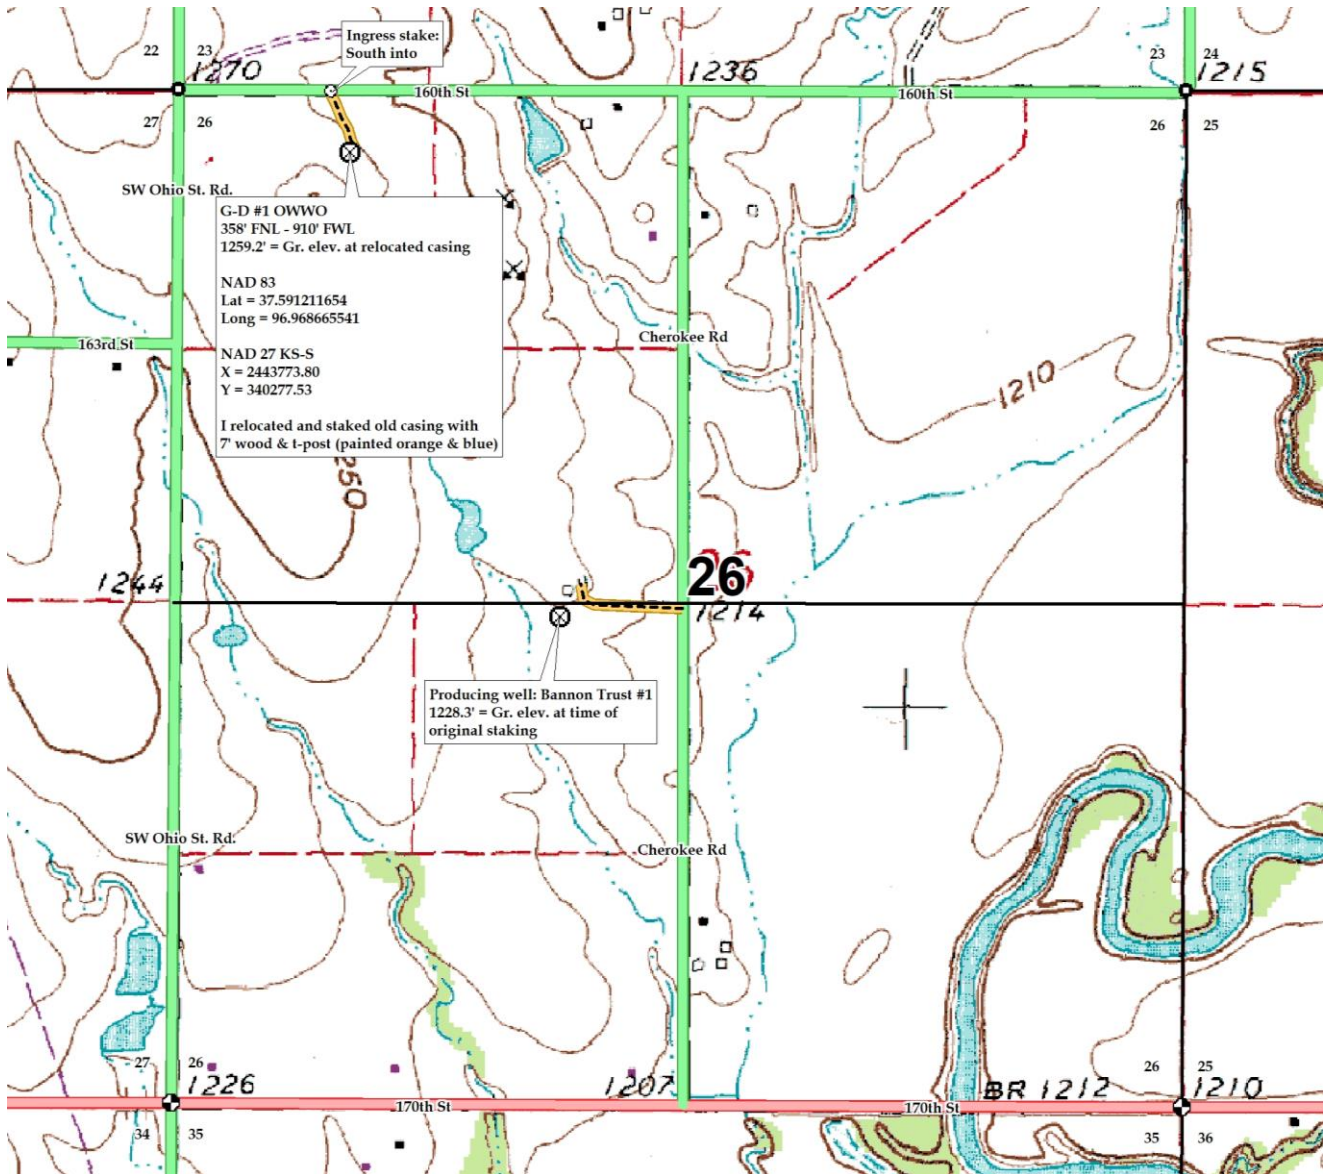 Ingress stake:
South into
22 23
23 24
1270
1236
1215
160th St
160th St
27 26
26 25
SW Ohio St. Rd.
G-D #1 OWWO
358' FNL - 910' FWL
1259.2' = Gr. elev. at relocated casing
NAD 83
Lat = 37.591211654
Long = 96.968665541
NAD 27 KS-S
X = 2443773.80
Y = 340277.53
I relocated and staked old casing with
7' wood & t-post (painted orange & blue)
163rd St
Cherokee Rd
1210
1250
1244
26
1214
Producing well: Bannon Trust #1
1228.3' = Gr. elev. at time of
original staking
SW Ohio St. Rd.
Cherokee Rd
27 26
26 25
1226
1207
BR 1212
1210
170th St
170th St
34 35
35 36